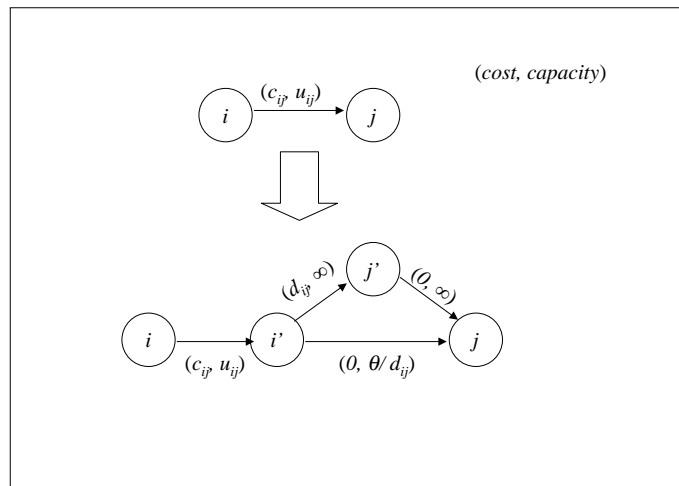 (cost, capacity)
(c_ij, u_ij)
i
j
(d_ij, ∞)
j’
(0, ∞)
i
i’
j
(c_ij, u_ij)
(0, θ/ d_ij)